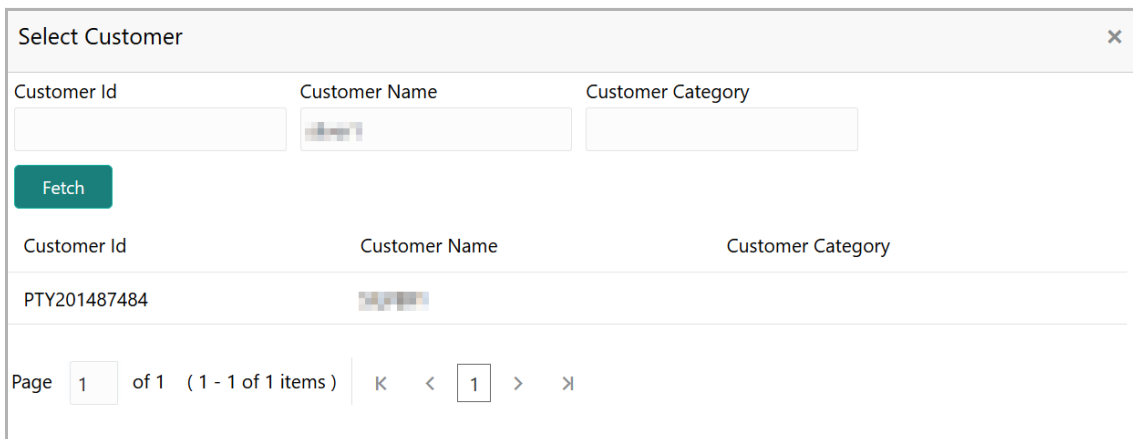 Select Customer ×
Customer Id Customer Name Customer Category
Fetch
Customer Id Customer Name Customer Category
PTY201487484
Page 1 of 1 ( 1 - 1 of 1 items ) 1